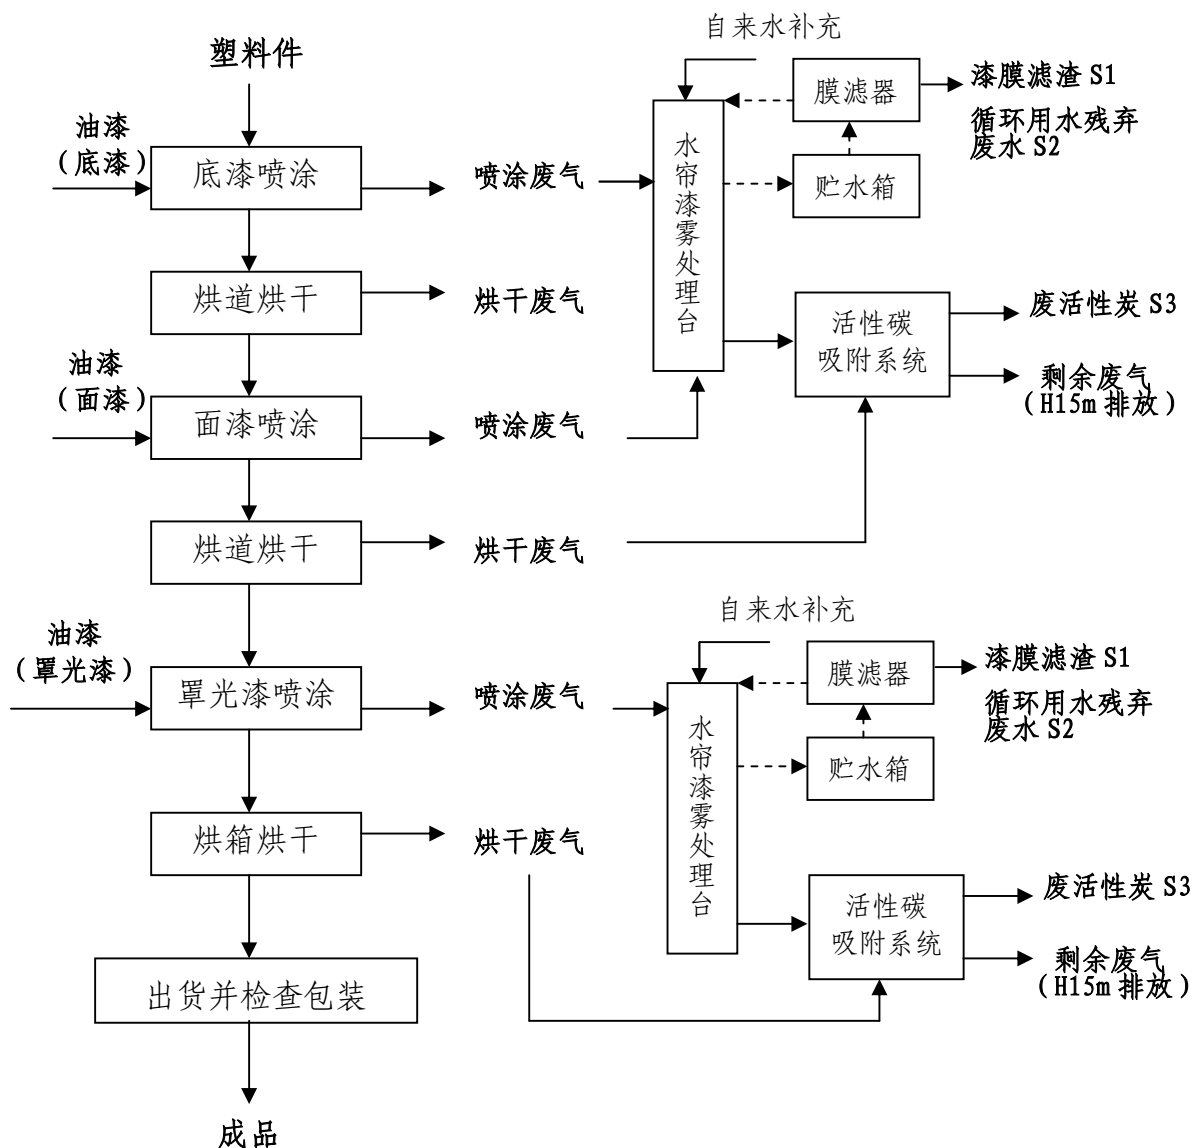 自来水补充
塑料件
膜滤器
漆膜滤渣 S1
循环用水残弃
废水 S2
油漆
（底漆）
底漆喷涂
喷涂废气
水帘漆雾处理台
贮水箱
烘道烘干
烘干废气
活性碳
吸附系统
废活性炭 S3
剩余废气
（H15m 排放）
油漆
（面漆）
面漆喷涂
喷涂废气
烘道烘干
烘干废气
自来水补充
油漆
（罩光漆）
罩光漆喷涂
喷涂废气
膜滤器
漆膜滤渣 S1
循环用水残弃
废水 S2
水帘漆雾处理台
贮水箱
烘箱烘干
烘干废气
活性碳
吸附系统
废活性炭 S3
剩余废气
（H15m 排放）
出货并检查包装
成品